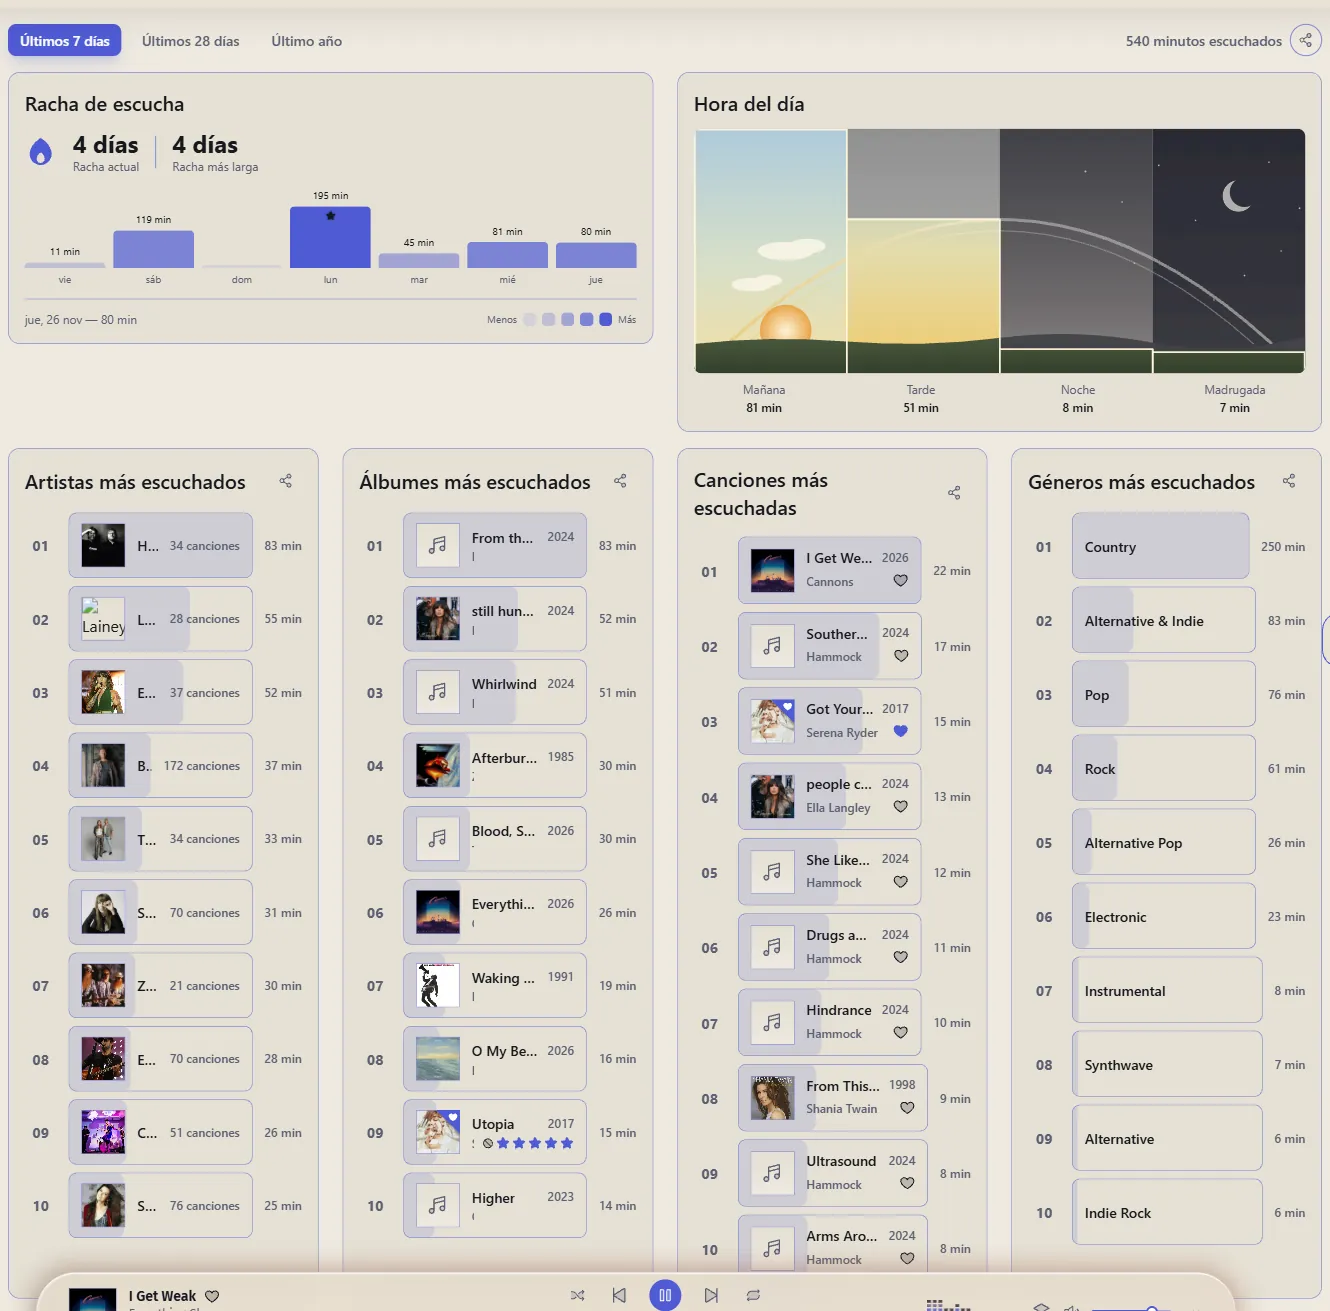 Últimos 7 días
Últimos 28 días
Último año
540 minutos escuchados
Racha de escucha
4 días
Racha actual
4 días
Racha más larga
11 min
119 min
195 min
45 min
81 min
80 min
vie
sáb
dom
lun
mar
mié
jue
jue, 26 nov — 80 min
Menos
Más
Hora del día
Mañana
81 min
Tarde
51 min
Noche
8 min
Madrugada
7 min
Artistas más escuchados
01 H... 34 canciones 83 min
02 Lainey L... 28 canciones 55 min
03 E... 37 canciones 52 min
04 B.. 172 canciones 37 min
05 T... 34 canciones 33 min
06 S... 70 canciones 31 min
07 Z... 21 canciones 30 min
08 E... 70 canciones 28 min
09 C... 51 canciones 26 min
10 S... 76 canciones 25 min
Álbumes más escuchados
01 From th... 2024 83 min
02 still hun... 2024 52 min
03 Whirlwind 2024 51 min
04 Afterbur... 1985 30 min
05 Blood, S... 2026 30 min
06 Everythi... 2026 26 min
07 Waking ... 1991 19 min
08 O My Be... 2026 16 min
09 Utopia 2017 15 min
10 Higher 2023 14 min
Canciones más
escuchadas
01 I Get We... 2026 22 min
Cannons
02 Souther... 2024 17 min
Hammock
03 Got Your... 2017 15 min
Serena Ryder
04 people c... 2024 13 min
Ella Langley
05 She Like... 2024 12 min
Hammock
06 Drugs a... 2024 11 min
Hammock
07 Hindrance 2024 10 min
Hammock
08 From This... 1998 9 min
Shania Twain
09 Ultrasound 2024 8 min
Hammock
10 Arms Aro... 2024 8 min
Hammock
Géneros más escuchados
01 Country 250 min
02 Alternative & Indie 83 min
03 Pop 76 min
04 Rock 61 min
05 Alternative Pop 26 min
06 Electronic 23 min
07 Instrumental 8 min
08 Synthwave 7 min
09 Alternative 6 min
10 Indie Rock 6 min
I Get Weak